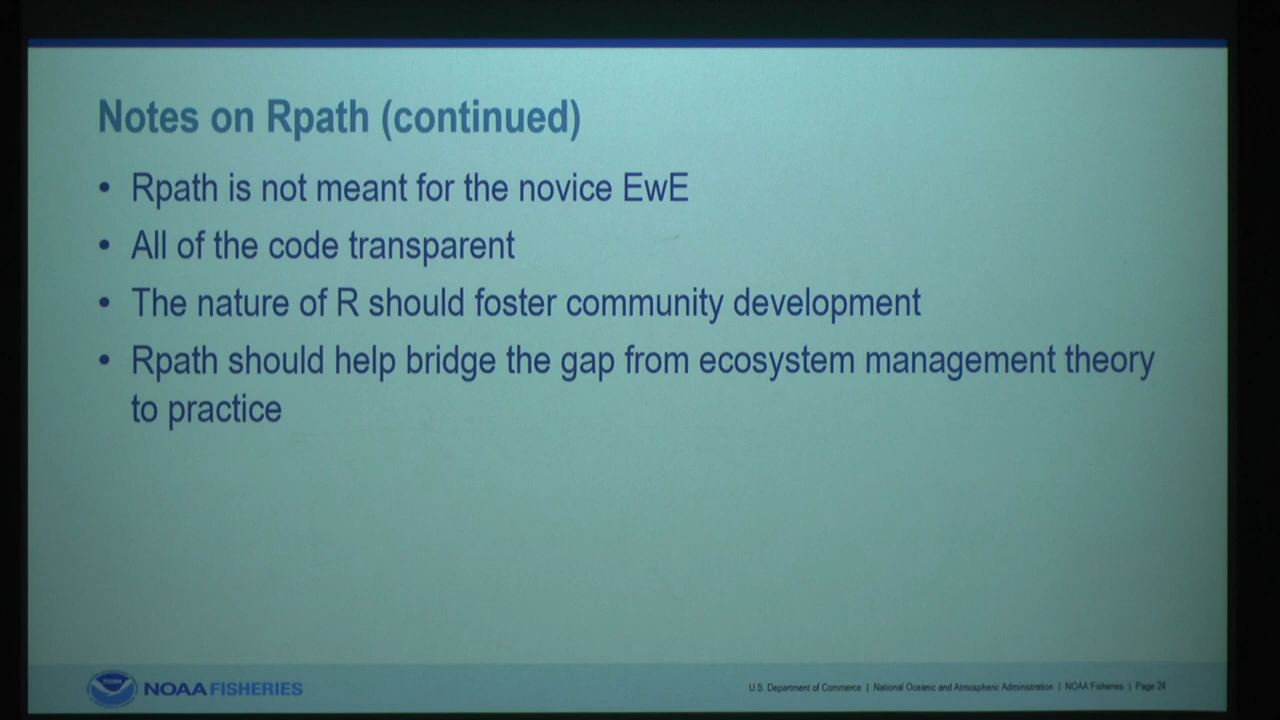 Notes on Rpath (continued)
• Rpath is not meant for the novice EwE
• All of the code transparent
• The nature of R should foster community development
• Rpath should help bridge the gap from ecosystem management theory
to practice
NOAA FISHERIES
U.S. Department of Commerce | National Oceanic and Atmospheric Administration | NOAA Fisheries | Page 24